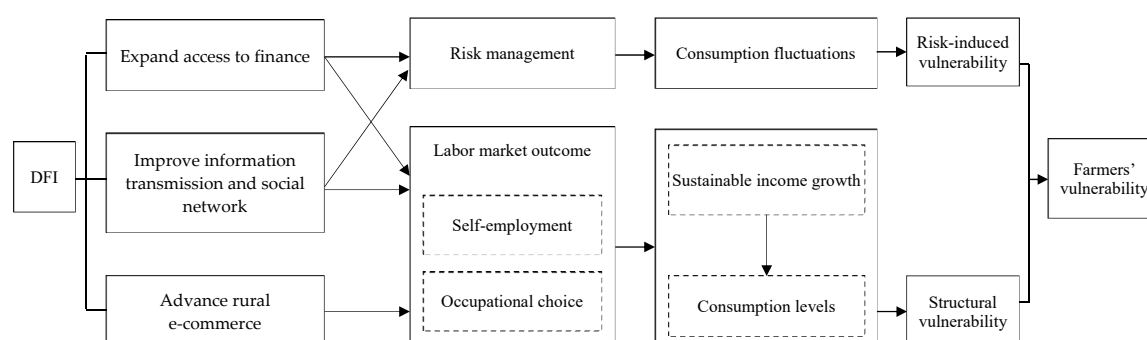 DFI
Expand access to finance
Improve information
transmission and social
network
Advance rural
e-commerce
Risk management
Labor market outcome
Self-employment
Occupational choice
Consumption fluctuations
Sustainable income growth
Consumption levels
Risk-induced
vulnerability
Structural
vulnerability
Farmers’
vulnerability